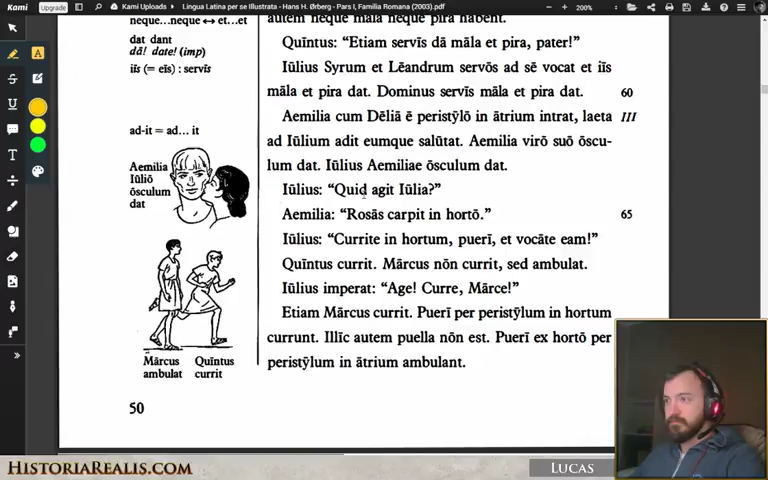 Kami Uploads ► Lingua Latina per se Illustrata - Hans H. Ørberg - Pars I, Familia Romana (2003).pdf
Kami
Upgrade
200%
neque...neque ↔ et...et
autem neque māla neque pira habent.
dat dant
dā! date! (imp)
iīs (= eīs) : servīs
Quīntus: “Etiam servīs dā māla et pira, pater!”
Iūlius Syrum et Lēandrum servōs ad sē vocat et iīs
māla et pira dat. Dominus servīs māla et pira dat.
60
Aemilia cum Dēliā ē peristȳlō in ātrium intrat, laeta
III
ad Iūlium adit eumque salūtat. Aemilia virō suō ōscu-
lum dat. Iūlius Aemiliae ōsculum dat.
ad-it = ad... it
Aemilia
Iūliō
ōsculum
dat
Iūlius: “Quid agit Iūlia?”
Aemilia: “Rosās carpit in hortō.”
65
Iūlius: “Currite in hortum, puerī, et vocāte eam!”
Quīntus currit. Mārcus nōn currit, sed ambulat.
Iūlius imperat: “Age! Curre, Mārce!”
Etiam Mārcus currit. Puerī per peristȳlum in hortum
currunt. Illīc autem puella nōn est. Puerī ex hortō per
peristȳlum in ātrium ambulant.
Mārcus
ambulat
Quīntus
currit
50
HISTORIAREALIS.COM
LUCAS